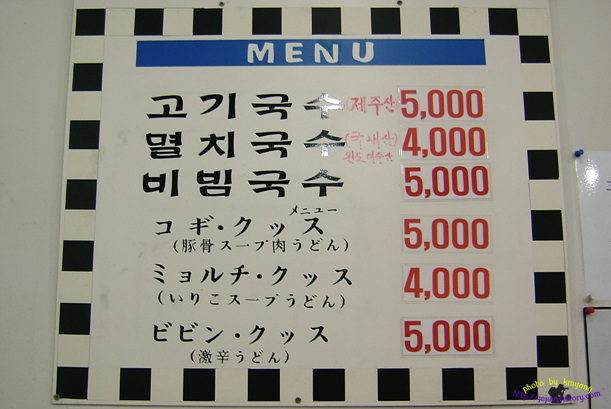 MENU
고기국수 (제주산) 5,000
멸치국수 (국내산) 4,000
비빔국수 5,000
メニュー
コギ・クッス 5,000
(豚骨スープ肉うどん)
ミョルチ・クッス 4,000
(いりこスープうどん)
ビビン・クッス 5,000
(激辛うどん)
photo by kmyang